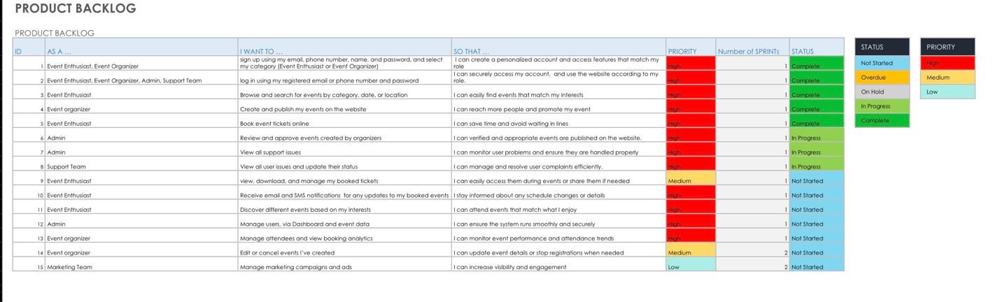 PRODUCT BACKLOG
PRODUCT BACKLOG
ID AS A ... I WANT TO ... SO THAT ... PRIORITY Number of SPRINTs STATUS
1 Event Enthusiast, Event Organizer sign up using my email, phone number, name, and password, and select my category (Event Enthusiast or Event Organizer) I can create a personalized account and access features that match my role High 1 Complete
2 Event Enthusiast, Event Organizer, Admin, Support Team log in using my registered email or phone number and password I can securely access my account, and use the website according to my role. High 1 Complete
3 Event Enthusiast Browse and search for events by category, date, or location I can easily find events that match my interests High 1 Complete
4 Event organizer Create and publish my events on the website I can reach more people and promote my event High 1 Complete
5 Event Enthusiast Book event tickets online I can save time and avoid waiting in lines High 1 Complete
6 Admin Review and approve events created by organizers I can verified and appropriate events are published on the website. High 1 In Progress
7 Admin View all support issues I can monitor user problems and ensure they are handled properly High 1 In Progress
8 Support Team View all user issues and update their status I can manage and resolve user complaints efficiently. High 1 In Progress
9 Event Enthusiast view, download, and manage my booked tickets I can easily access them during events or share them if needed Medium 1 Not Started
10 Event Enthusiast Receive email and SMS notifications for any updates to my booked events I stay informed about any schedule changes or details High 1 Not Started
11 Event Enthusiast Discover different events based on my interests I can attend events that match what I enjoy High 1 Not Started
12 Admin Manage users, via Dashboard and event data I can ensure the system runs smoothly and securely High 1 Not Started
13 Event organizer Manage attendees and view booking analytics I can monitor event performance and attendance trends High 1 Not Started
14 Event organizer Edit or cancel events I've created I can update event details or stop registrations when needed Medium 2 Not Started
15 Marketing Team Manage marketing campaigns and ads I can increase visibility and engagement Low 2 Not Started
STATUS
Not Started
Overdue
On Hold
In Progress
Complete
PRIORITY
High
Medium
Low